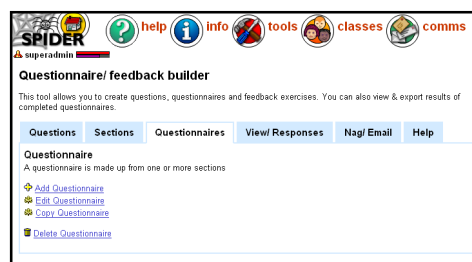 SPIDER
help info tools classes comms
superadmin
Questionnaire/ feedback builder
This tool allows you to create questions, questionnaires and feedback exercises. You can also view & export results of
completed questionnaires.
Questions Sections Questionnaires View/ Responses Nag/ Email Help
Questionnaire
A questionnaire is made up from one or more sections
Add Questionnaire
Edit Questionnaire
Copy Questionnaire
Delete Questionnaire